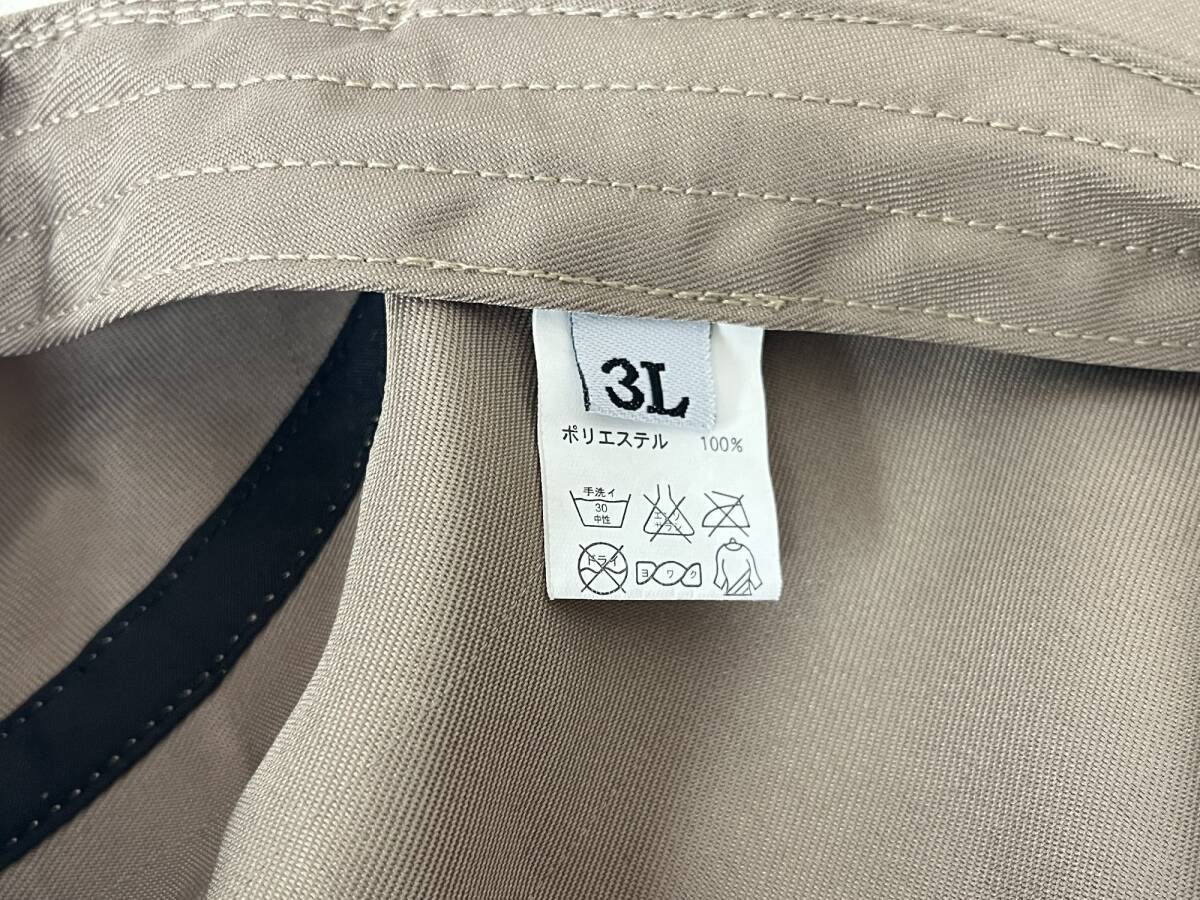 3L
ポリエステル 100%
手洗イ
30
中性
エンソ
サラシ
ドライ
ヨワク